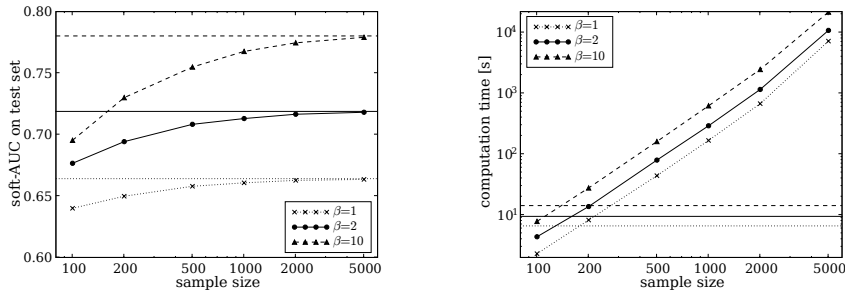 0.80
0.75
0.70
0.65
0.60
soft-AUC on test set
β=1
β=2
β=10
100 200 500 1000 2000 5000
sample size
10⁴
10³
10²
10¹
computation time [s]
β=1
β=2
β=10
100 200 500 1000 2000 5000
sample size